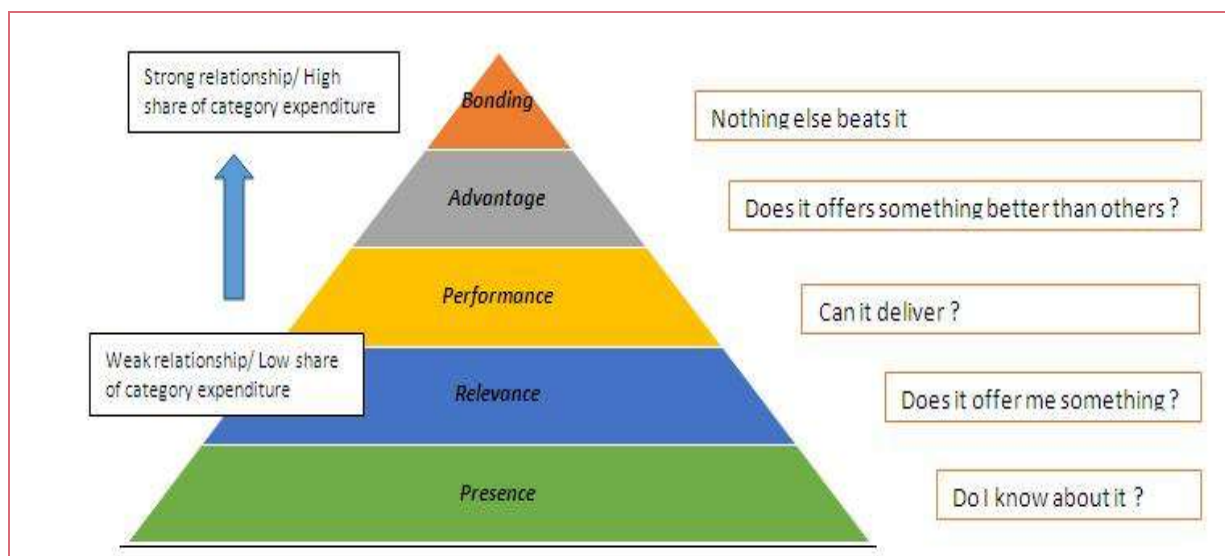 Strong relationship/ High
share of category expenditure
Bonding
Nothing else beats it
Advantage
Does it offers something better than others ?
Performance
Can it deliver ?
Weak relationship/ Low share
of category expenditure
Relevance
Does it offer me something ?
Presence
Do I know about it ?